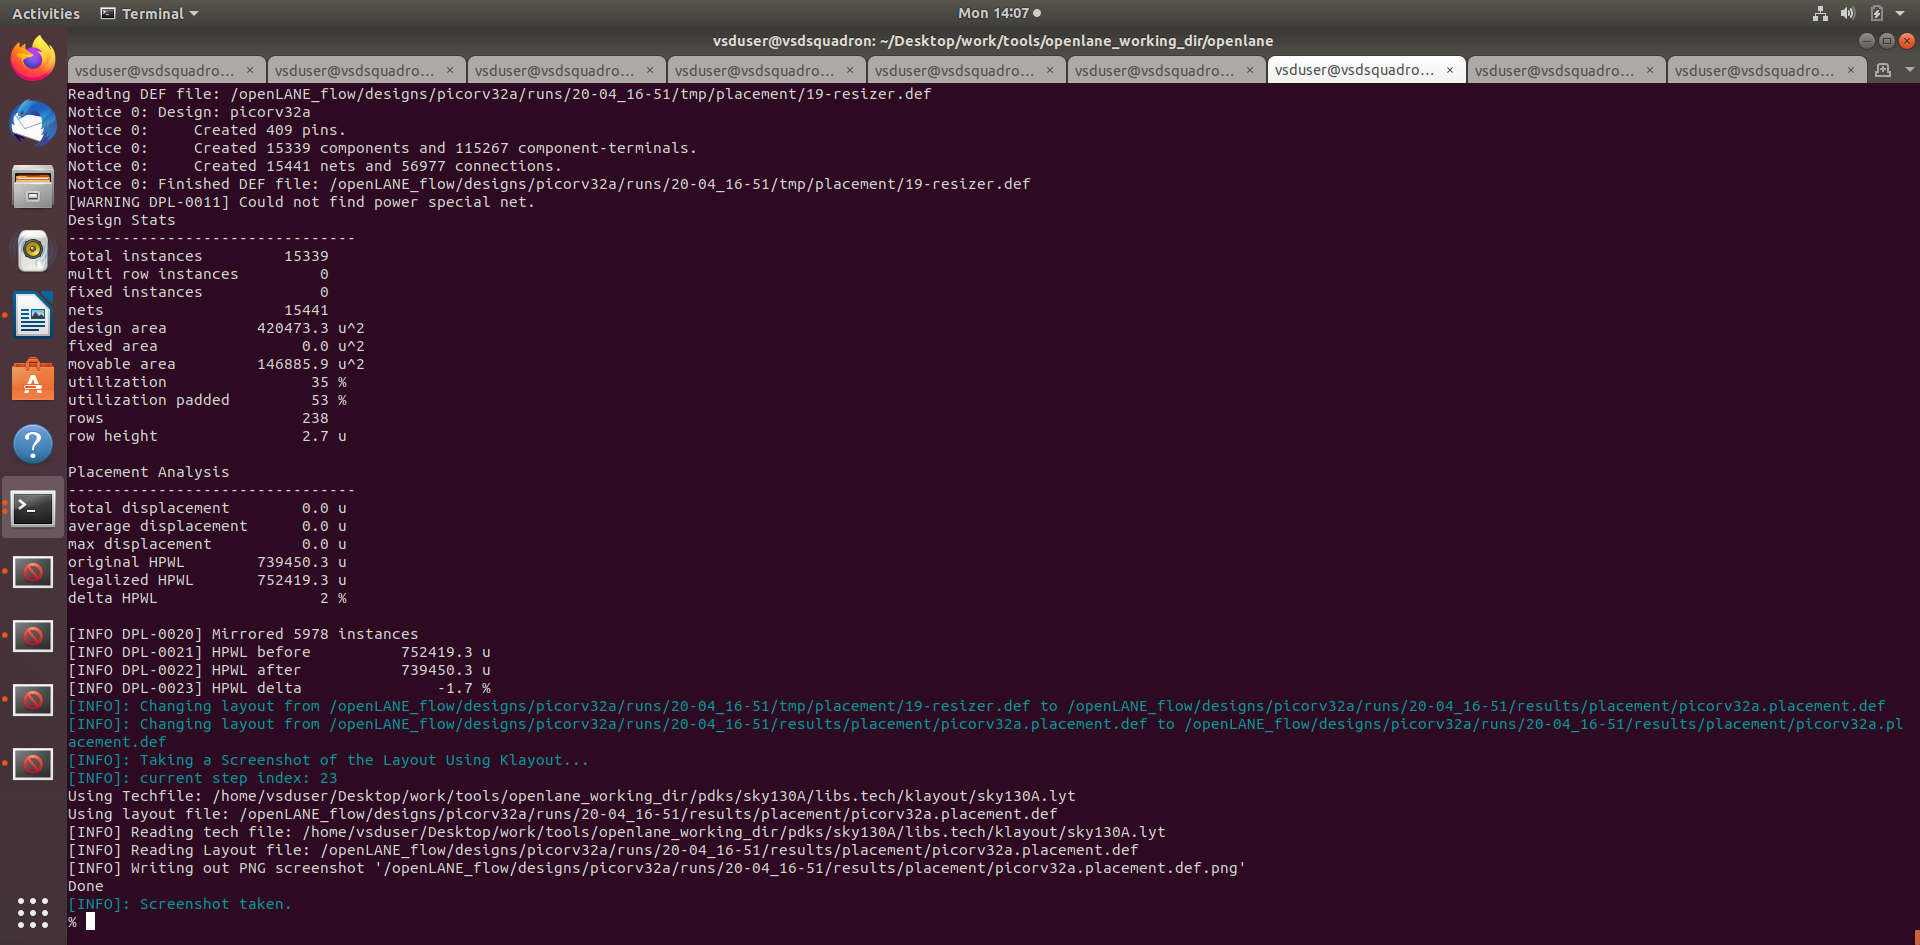 Activities Terminal Mon 14:07
vsduser@vsdsquadron: ~/Desktop/work/tools/openlane_working_dir/openlane
vsduser@vsdsquadro... × vsduser@vsdsquadro... × vsduser@vsdsquadro... × vsduser@vsdsquadro... × vsduser@vsdsquadro... × vsduser@vsdsquadro... × vsduser@vsdsquadro... × vsduser@vsdsquadro... × vsduser@vsdsquadro... ×
Reading DEF file: /openLANE_flow/designs/picorv32a/runs/20-04_16-51/tmp/placement/19-resizer.def
Notice 0: Design: picorv32a
Notice 0:     Created 409 pins.
Notice 0:     Created 15339 components and 115267 component-terminals.
Notice 0:     Created 15441 nets and 56977 connections.
Notice 0: Finished DEF file: /openLANE_flow/designs/picorv32a/runs/20-04_16-51/tmp/placement/19-resizer.def
[WARNING DPL-0011] Could not find power special net.
Design Stats
--------------------------------
total instances         15339
multi row instances         0
fixed instances             0
nets                    15441
design area          420473.3 u^2
fixed area                0.0 u^2
movable area         146885.9 u^2
utilization                35 %
utilization padded         53 %
rows                      238
row height                2.7 u
Placement Analysis
--------------------------------
total displacement        0.0 u
average displacement      0.0 u
max displacement          0.0 u
original HPWL        739450.3 u
legalized HPWL       752419.3 u
delta HPWL                  2 %
[INFO DPL-0020] Mirrored 5978 instances
[INFO DPL-0021] HPWL before          752419.3 u
[INFO DPL-0022] HPWL after           739450.3 u
[INFO DPL-0023] HPWL delta               -1.7 %
[INFO]: Changing layout from /openLANE_flow/designs/picorv32a/runs/20-04_16-51/tmp/placement/19-resizer.def to /openLANE_flow/designs/picorv32a/runs/20-04_16-51/results/placement/picorv32a.placement.def
[INFO]: Changing layout from /openLANE_flow/designs/picorv32a/runs/20-04_16-51/results/placement/picorv32a.placement.def to /openLANE_flow/designs/picorv32a/runs/20-04_16-51/results/placement/picorv32a.pl
acement.def
[INFO]: Taking a Screenshot of the Layout Using Klayout...
[INFO]: current step index: 23
Using Techfile: /home/vsduser/Desktop/work/tools/openlane_working_dir/pdks/sky130A/libs.tech/klayout/sky130A.lyt
Using layout file: /openLANE_flow/designs/picorv32a/runs/20-04_16-51/results/placement/picorv32a.placement.def
[INFO] Reading tech file: /home/vsduser/Desktop/work/tools/openlane_working_dir/pdks/sky130A/libs.tech/klayout/sky130A.lyt
[INFO] Reading Layout file: /openLANE_flow/designs/picorv32a/runs/20-04_16-51/results/placement/picorv32a.placement.def
[INFO] Writing out PNG screenshot '/openLANE_flow/designs/picorv32a/runs/20-04_16-51/results/placement/picorv32a.placement.def.png'
Done
[INFO]: Screenshot taken.
%